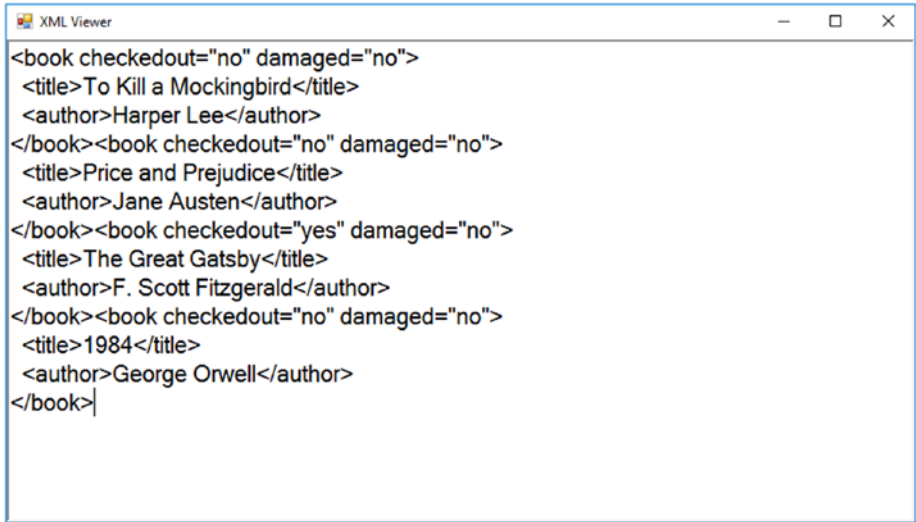 XML Viewer
<book checkedout="no" damaged="no">
  <title>To Kill a Mockingbird</title>
  <author>Harper Lee</author>
</book><book checkedout="no" damaged="no">
  <title>Price and Prejudice</title>
  <author>Jane Austen</author>
</book><book checkedout="yes" damaged="no">
  <title>The Great Gatsby</title>
  <author>F. Scott Fitzgerald</author>
</book><book checkedout="no" damaged="no">
  <title>1984</title>
  <author>George Orwell</author>
</book>